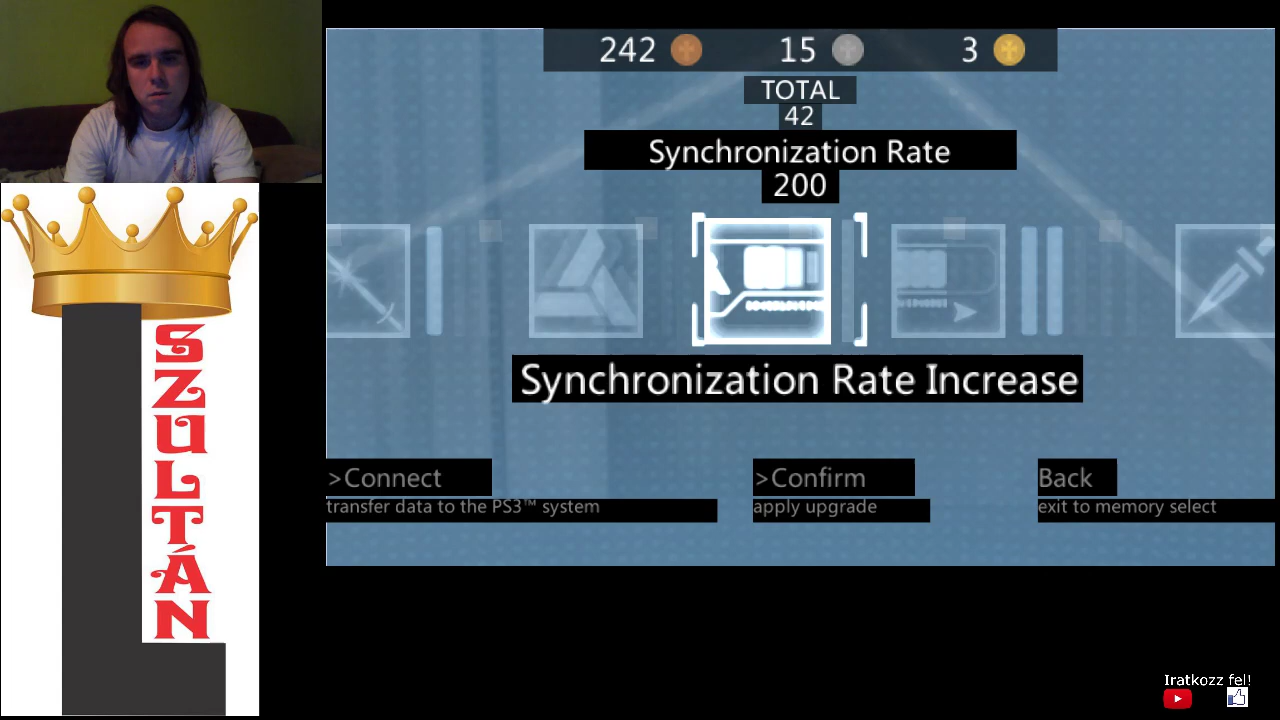 242 15 3
TOTAL
42
Synchronization Rate
200
Synchronization Rate Increase
>Connect
transfer data to the PS3™ system
>Confirm
apply upgrade
Back
exit to memory select
L
SZULTÁN
Iratkozz fel!